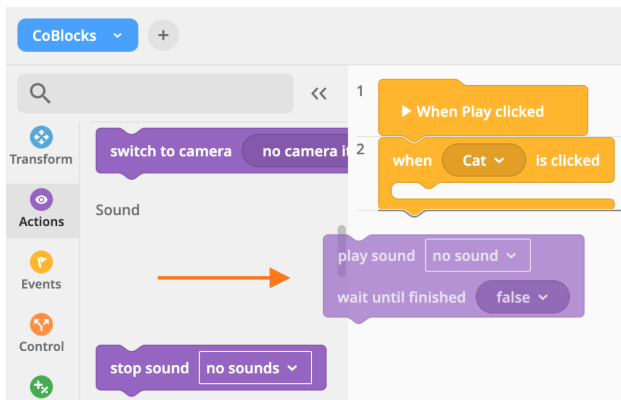 CoBlocks
+
Transform
Actions
Events
Control
switch to camera no camera
Sound
stop sound no sounds
1
When Play clicked
2
when Cat is clicked
play sound no sound
wait until finished false